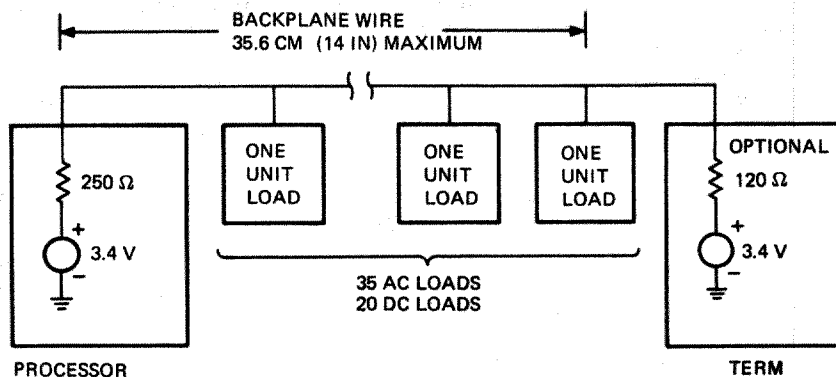 BACKPLANE WIRE
35.6 CM (14 IN) MAXIMUM
250 Ω
+
3.4 V
−
PROCESSOR
ONE
UNIT
LOAD
ONE
UNIT
LOAD
ONE
UNIT
LOAD
35 AC LOADS
20 DC LOADS
OPTIONAL
120 Ω
+
3.4 V
−
TERM